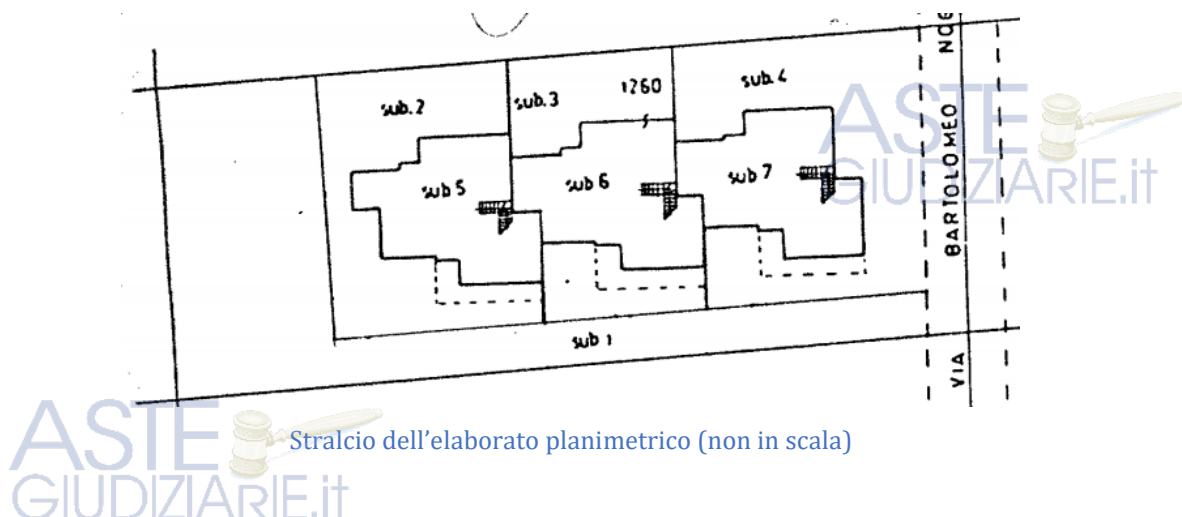 sub. 2
sub. 3
1260
sub. 4
sub 5
sub 6
sub 7
sub 1
VIA BARTOLOMEO
Stralcio dell’elaborato planimetrico (non in scala)
ASTE
GIUDIZIARIE.it
ASTE
GIUDIZIARIE.it